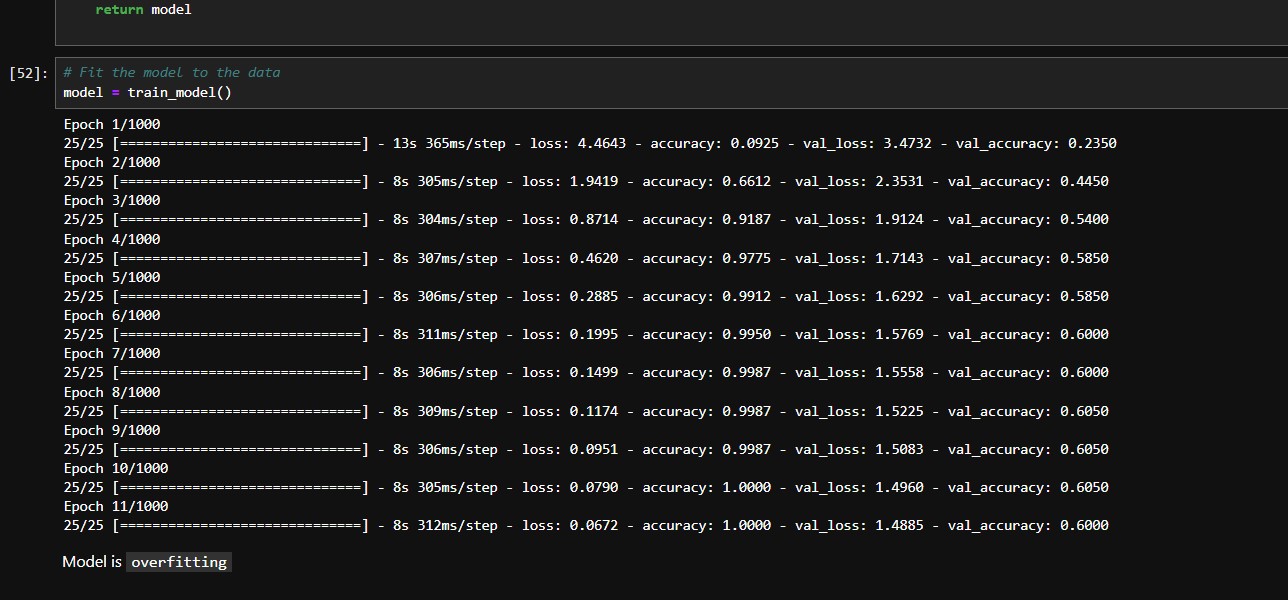 return model
[52]: # Fit the model to the data
model = train_model()
Epoch 1/1000
25/25 [==============================] - 13s 365ms/step - loss: 4.4643 - accuracy: 0.0925 - val_loss: 3.4732 - val_accuracy: 0.2350
Epoch 2/1000
25/25 [==============================] - 8s 305ms/step - loss: 1.9419 - accuracy: 0.6612 - val_loss: 2.3531 - val_accuracy: 0.4450
Epoch 3/1000
25/25 [==============================] - 8s 304ms/step - loss: 0.8714 - accuracy: 0.9187 - val_loss: 1.9124 - val_accuracy: 0.5400
Epoch 4/1000
25/25 [==============================] - 8s 307ms/step - loss: 0.4620 - accuracy: 0.9775 - val_loss: 1.7143 - val_accuracy: 0.5850
Epoch 5/1000
25/25 [==============================] - 8s 306ms/step - loss: 0.2885 - accuracy: 0.9912 - val_loss: 1.6292 - val_accuracy: 0.5850
Epoch 6/1000
25/25 [==============================] - 8s 311ms/step - loss: 0.1995 - accuracy: 0.9950 - val_loss: 1.5769 - val_accuracy: 0.6000
Epoch 7/1000
25/25 [==============================] - 8s 306ms/step - loss: 0.1499 - accuracy: 0.9987 - val_loss: 1.5558 - val_accuracy: 0.6000
Epoch 8/1000
25/25 [==============================] - 8s 309ms/step - loss: 0.1174 - accuracy: 0.9987 - val_loss: 1.5225 - val_accuracy: 0.6050
Epoch 9/1000
25/25 [==============================] - 8s 306ms/step - loss: 0.0951 - accuracy: 0.9987 - val_loss: 1.5083 - val_accuracy: 0.6050
Epoch 10/1000
25/25 [==============================] - 8s 305ms/step - loss: 0.0790 - accuracy: 1.0000 - val_loss: 1.4960 - val_accuracy: 0.6050
Epoch 11/1000
25/25 [==============================] - 8s 312ms/step - loss: 0.0672 - accuracy: 1.0000 - val_loss: 1.4885 - val_accuracy: 0.6000
Model is overfitting